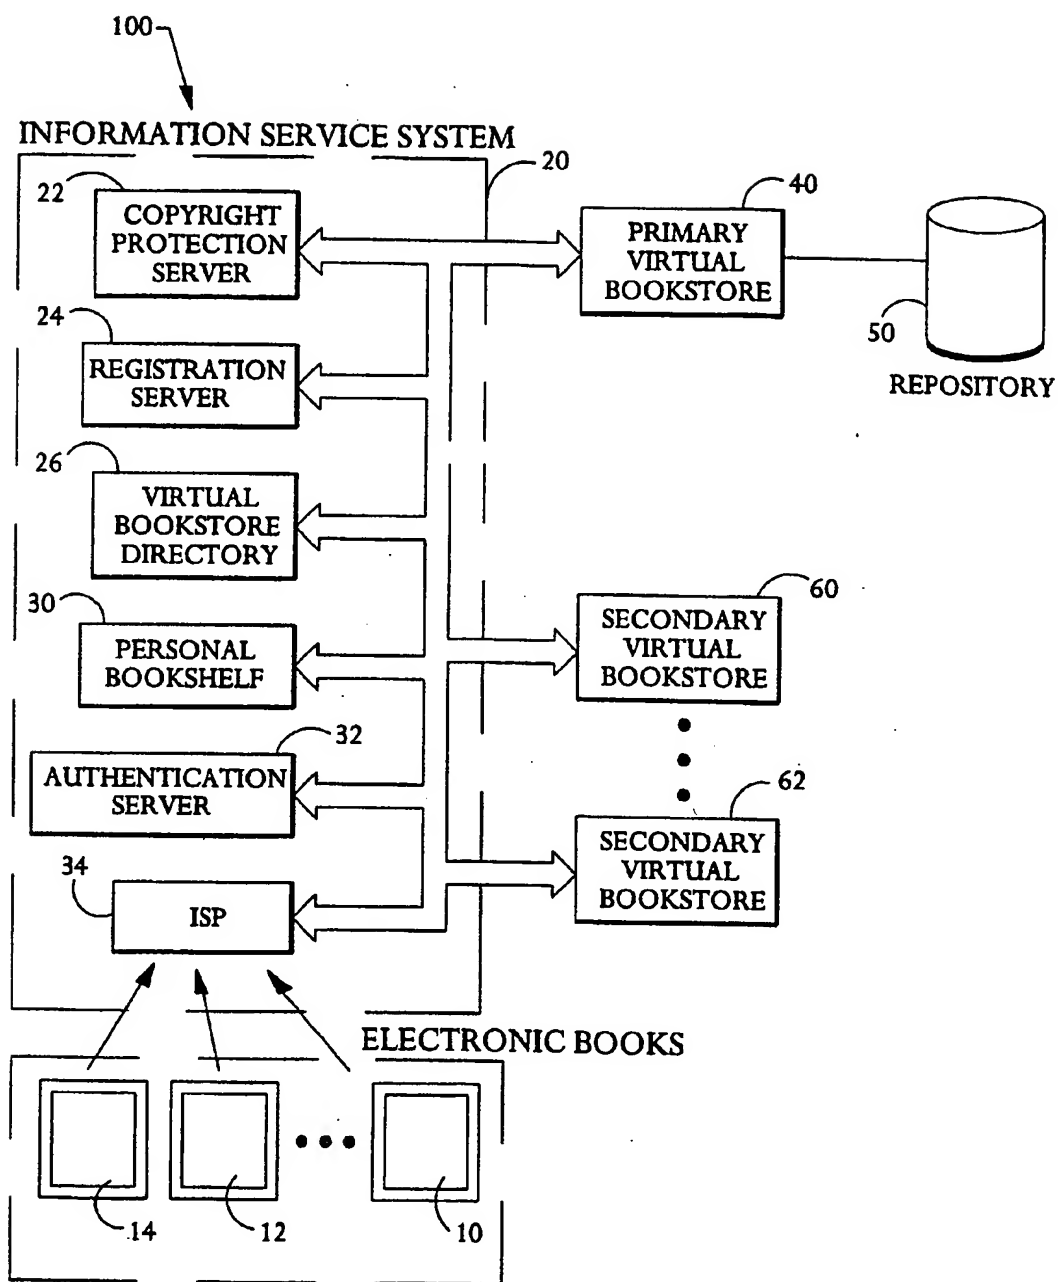 100
INFORMATION SERVICE SYSTEM
20
22
COPYRIGHT
PROTECTION
SERVER
40
PRIMARY
VIRTUAL
BOOKSTORE
50
REPOSITORY
24
REGISTRATION
SERVER
26
VIRTUAL
BOOKSTORE
DIRECTORY
30
PERSONAL
BOOKSHELF
60
SECONDARY
VIRTUAL
BOOKSTORE
32
AUTHENTICATION
SERVER
62
SECONDARY
VIRTUAL
BOOKSTORE
34
ISP
ELECTRONIC BOOKS
14
12
10